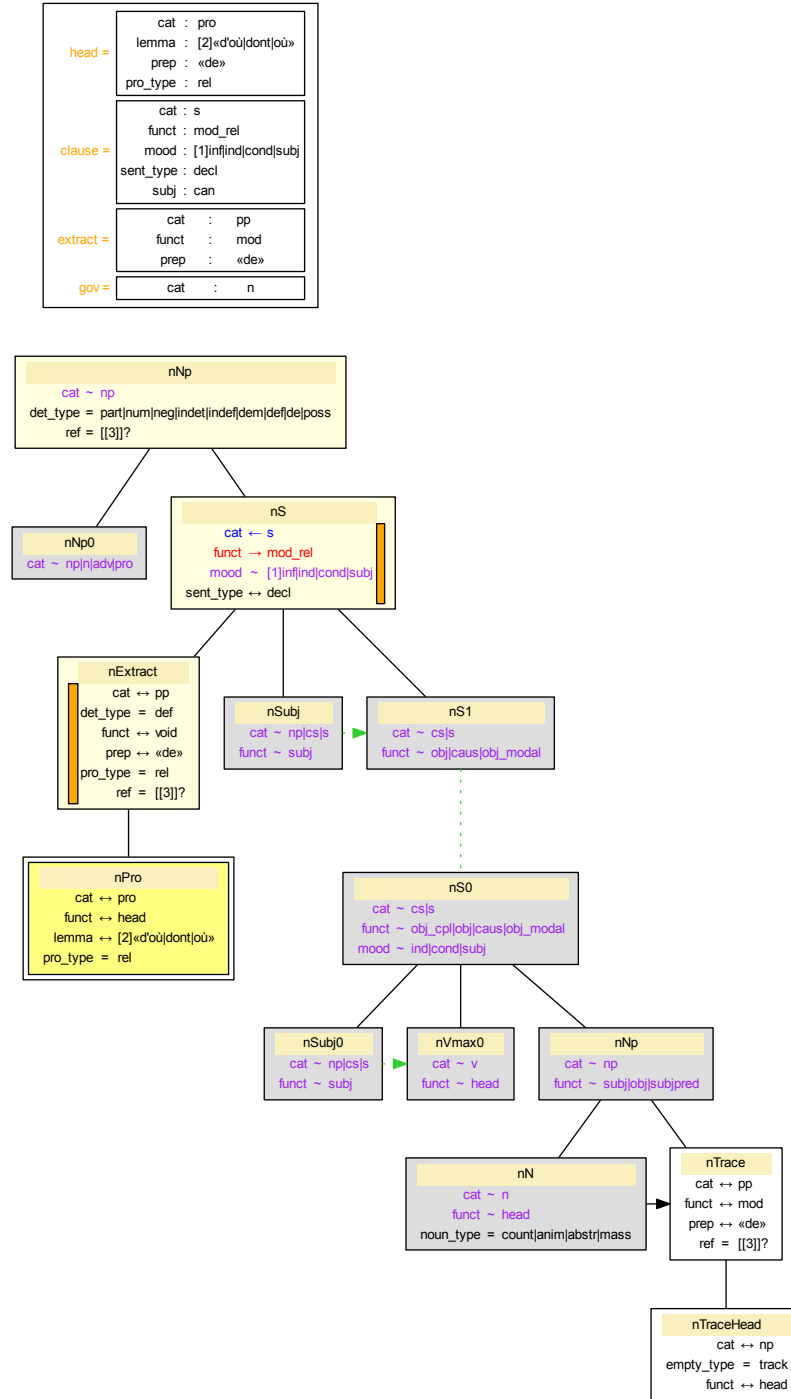 head =
cat : pro
lemma : [2]«d'où|dont|où»
prep : «de»
pro_type : rel
clause =
cat : s
funct : mod_rel
mood : [1]inf|ind|cond|subj
sent_type : decl
subj : can
extract =
cat : pp
funct : mod
prep : «de»
gov =
cat : n
nNp
cat ~ np
det_type = part|num|neg|indet|indef|dem|def|de|poss
ref = [[3]]?
nNp0
cat ~ np|n|adv|pro
nS
cat ← s
funct → mod_rel
mood ~ [1]inf|ind|cond|subj
sent_type ↔ decl
nExtract
cat ↔ pp
det_type = def
funct ↔ void
prep ↔ «de»
pro_type = rel
ref = [[3]]?
nSubj
cat ~ np|cs|s
funct ~ subj
nS1
cat ~ cs|s
funct ~ obj|caus|obj_modal
nPro
cat ↔ pro
funct ↔ head
lemma ↔ [2]«d'où|dont|où»
pro_type = rel
nS0
cat ~ cs|s
funct ~ obj_cpl|obj|caus|obj_modal
mood ~ ind|cond|subj
nSubj0
cat ~ np|cs|s
funct ~ subj
nVmax0
cat ~ v
funct ~ head
nNp
cat ~ np
funct ~ subj|obj|subjpred
nN
cat ~ n
funct ~ head
noun_type = count|anim|abstr|mass
nTrace
cat ↔ pp
funct ↔ mod
prep ↔ «de»
ref = [[3]]?
nTraceHead
cat ↔ np
empty_type = track
funct ↔ head